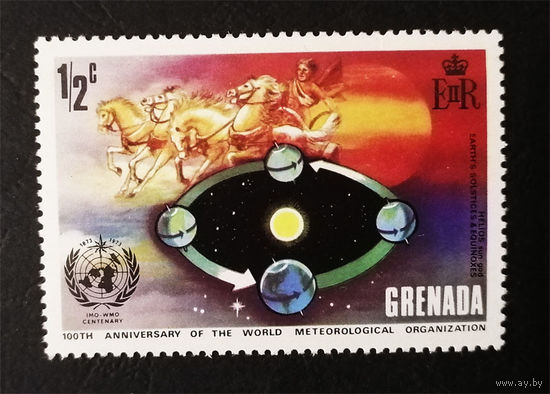 1/2c
EIIR
HELIOS, sun god
EARTH'S SOLSTICES & EQUINOXES
1873 1973
IMO-WMO
CENTENARY
GRENADA
100TH ANNIVERSARY OF THE WORLD METEOROLOGICAL ORGANIZATION
www.ay.by